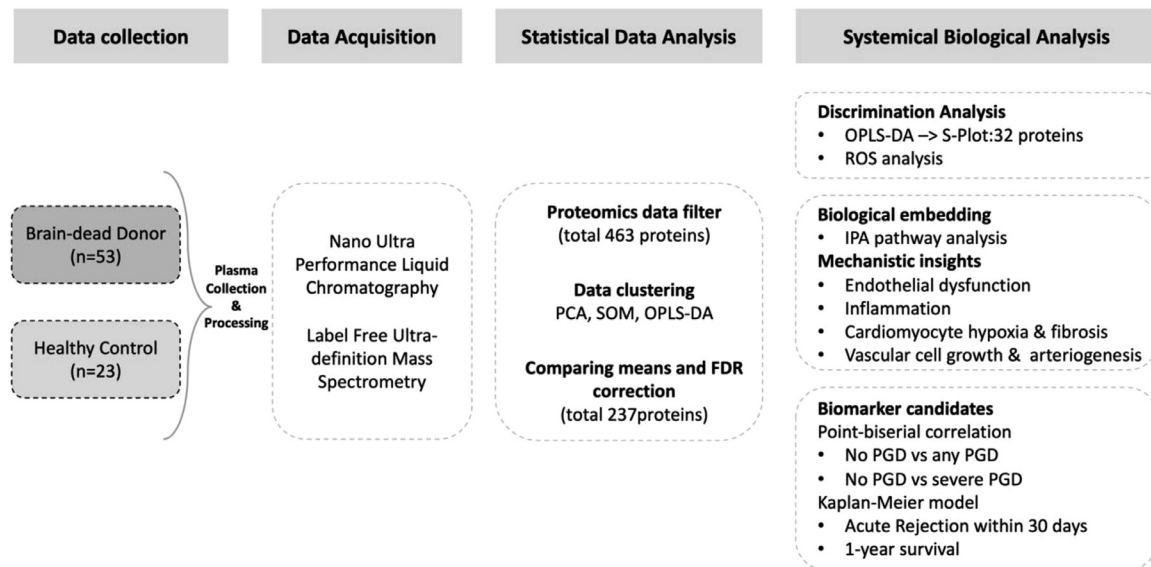 Data collection
Data Acquisition
Statistical Data Analysis
Systemical Biological Analysis
Brain-dead Donor
(n=53)
Healthy Control
(n=23)
Plasma
Collection
&
Processing
Nano Ultra
Performance Liquid
Chromatography
Label Free Ultra-
definition Mass
Spectrometry
Proteomics data filter
(total 463 proteins)
Data clustering
PCA, SOM, OPLS-DA
Comparing means and FDR
correction
(total 237proteins)
Discrimination Analysis
• OPLS-DA –> S-Plot:32 proteins
• ROS analysis
Biological embedding
• IPA pathway analysis
Mechanistic insights
• Endothelial dysfunction
• Inflammation
• Cardiomyocyte hypoxia & fibrosis
• Vascular cell growth & arteriogenesis
Biomarker candidates
Point-biserial correlation
• No PGD vs any PGD
• No PGD vs severe PGD
Kaplan-Meier model
• Acute Rejection within 30 days
• 1-year survival